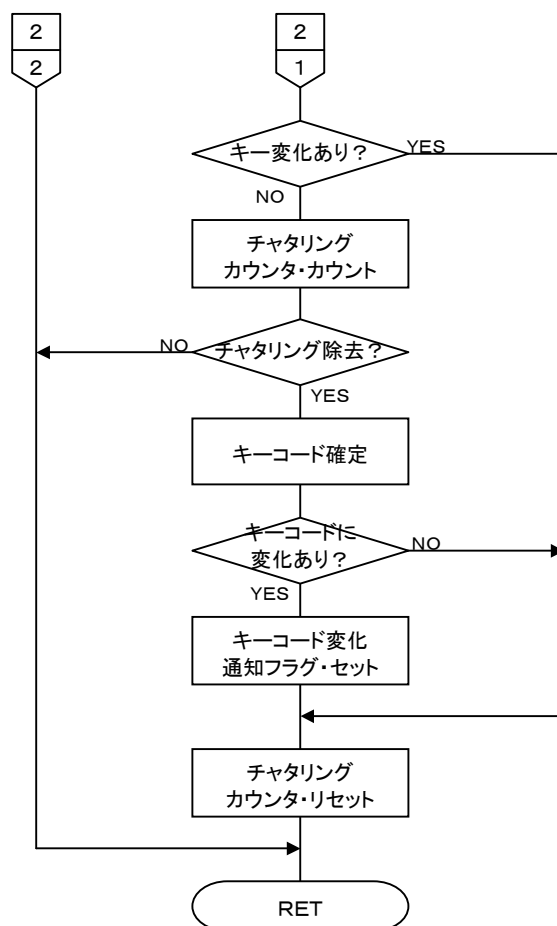 2
2
2
1
キー変化あり？
YES
NO
チャタリング
カウンタ・カウント
NO
チャタリング除去？
YES
キーコード確定
キーコードに
変化あり？
NO
YES
キーコード変化
通知フラグ・セット
チャタリング
カウンタ・リセット
RET